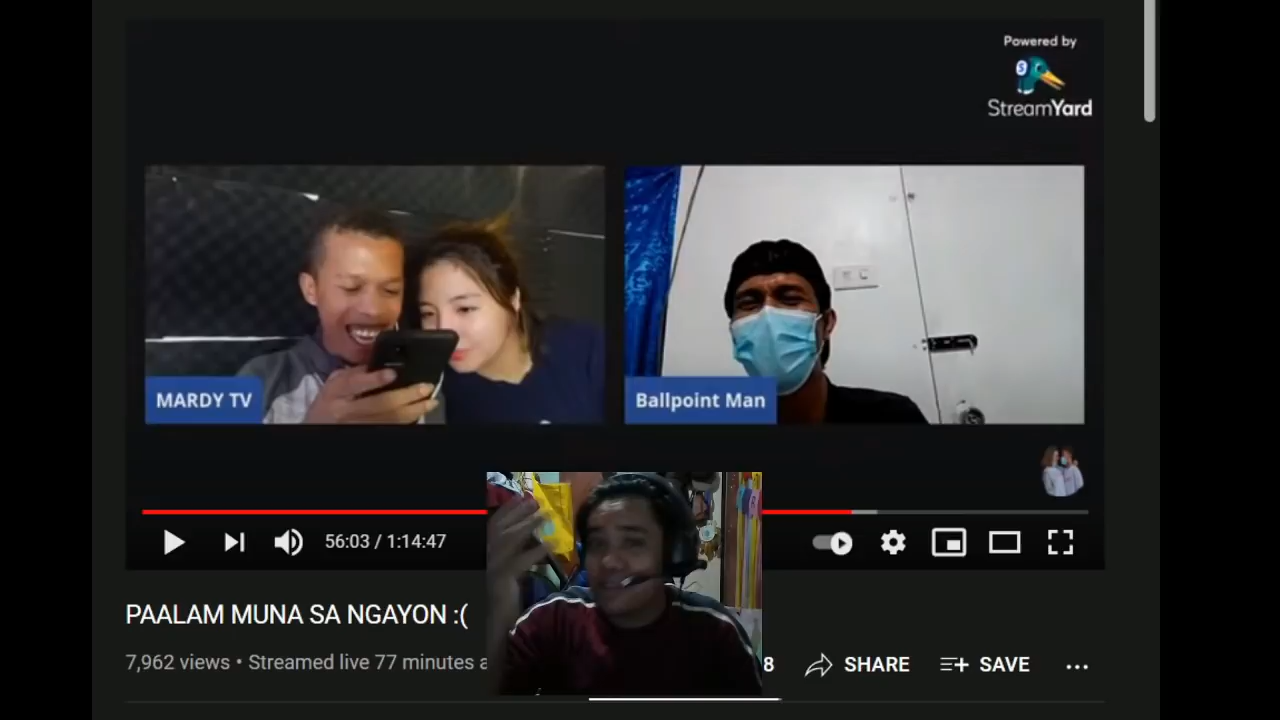 Powered by
StreamYard
MARDY TV
Ballpoint Man
56:03 / 1:14:47
PAALAM MUNA SA NGAYON :(
7,962 views • Streamed live 77 minutes
8 SHARE SAVE